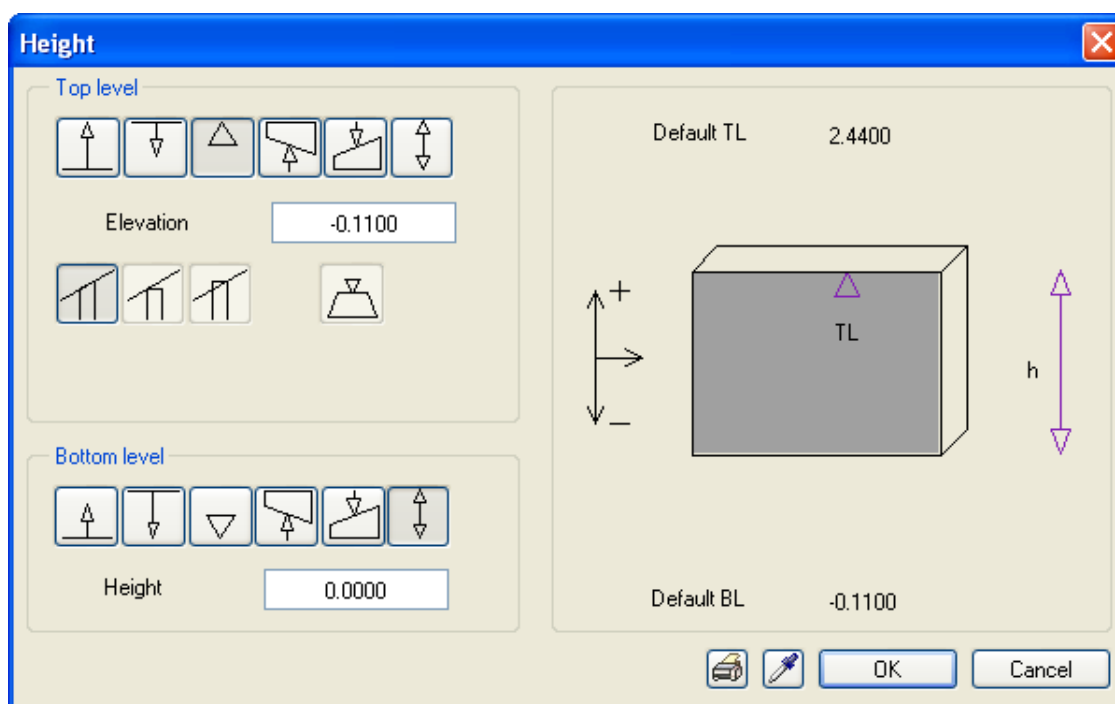 Height
Top level
Elevation -0.1100
Bottom level
Height 0.0000
Default TL 2.4400
+
TL
h
–
Default BL -0.1100
OK Cancel